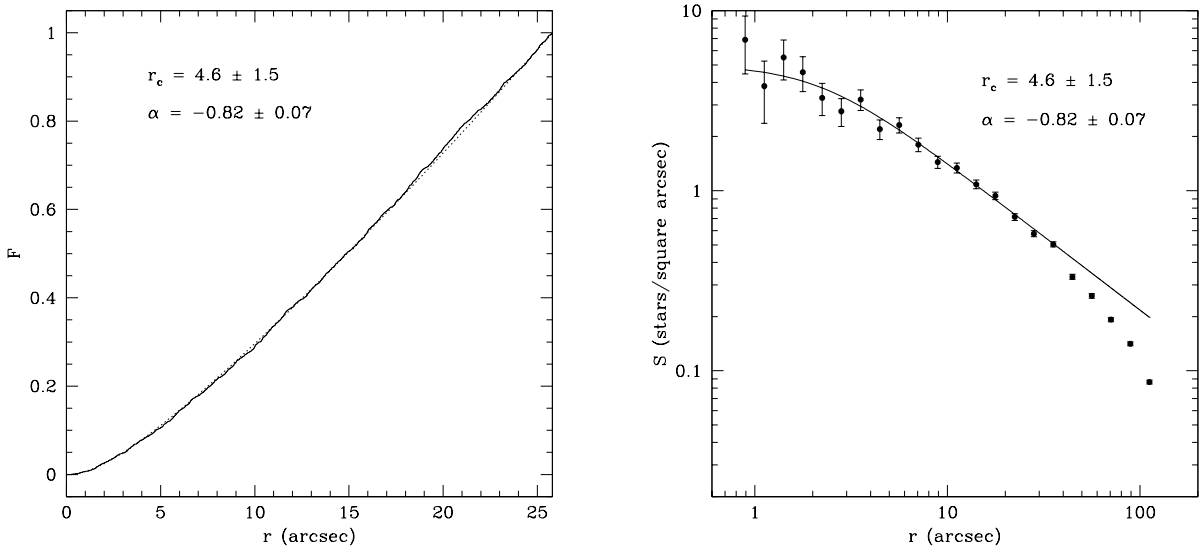 1
0.8
0.6
0.4
0.2
0
F
r_c = 4.6 ± 1.5
α = −0.82 ± 0.07
0 5 10 15 20 25
r (arcsec)
10
1
0.1
S (stars/square arcsec)
r_c = 4.6 ± 1.5
α = −0.82 ± 0.07
1 10 100
r (arcsec)